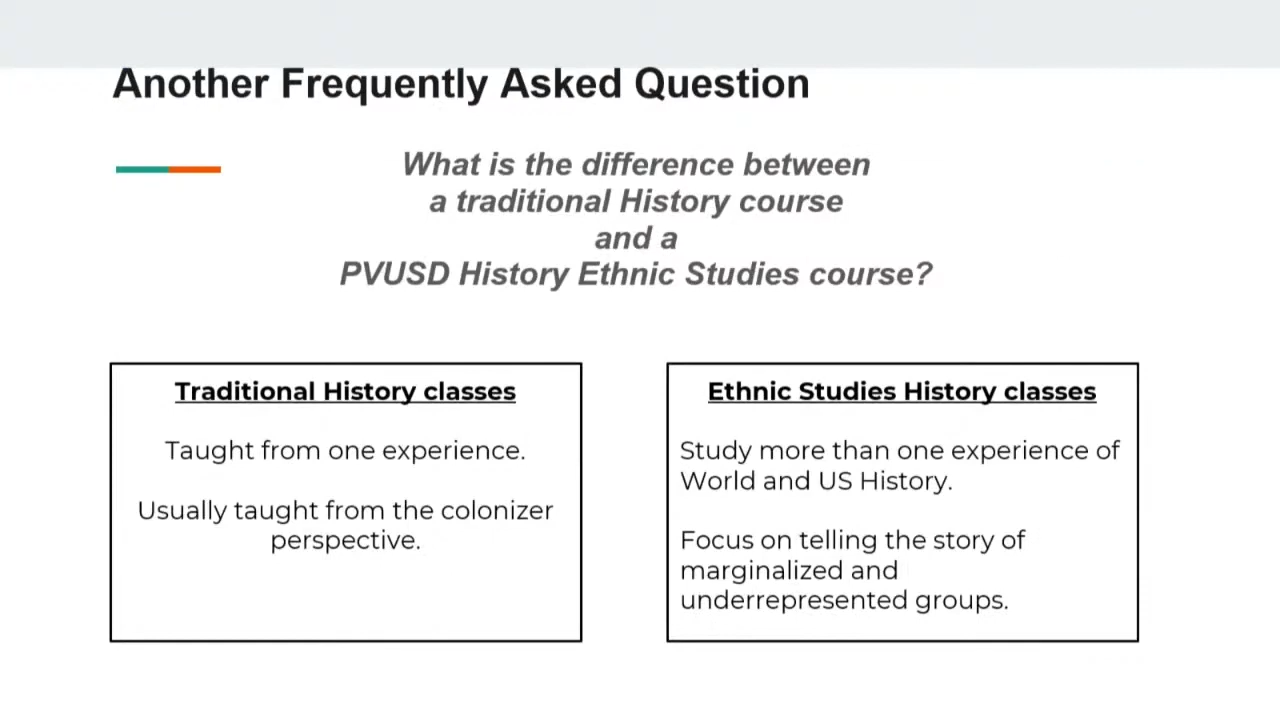 Another Frequently Asked Question
What is the difference between
a traditional History course
and a
PVUSD History Ethnic Studies course?
Traditional History classes
Taught from one experience.
Usually taught from the colonizer
perspective.
Ethnic Studies History classes
Study more than one experience of
World and US History.
Focus on telling the story of
marginalized and
underrepresented groups.